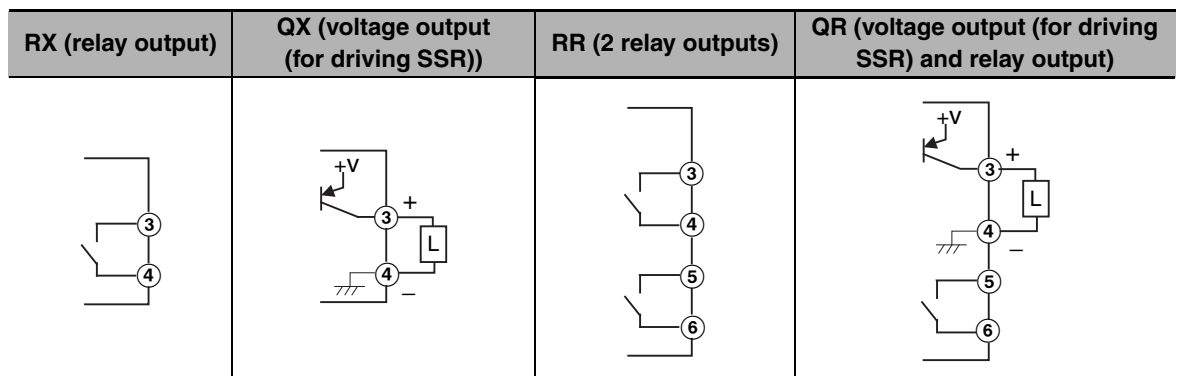 RX (relay output)
QX (voltage output
(for driving SSR))
RR (2 relay outputs)
QR (voltage output (for driving
SSR) and relay output)
3
4
+V
3
+
L
4
–
3
4
5
6
+V
3
+
L
4
–
5
6